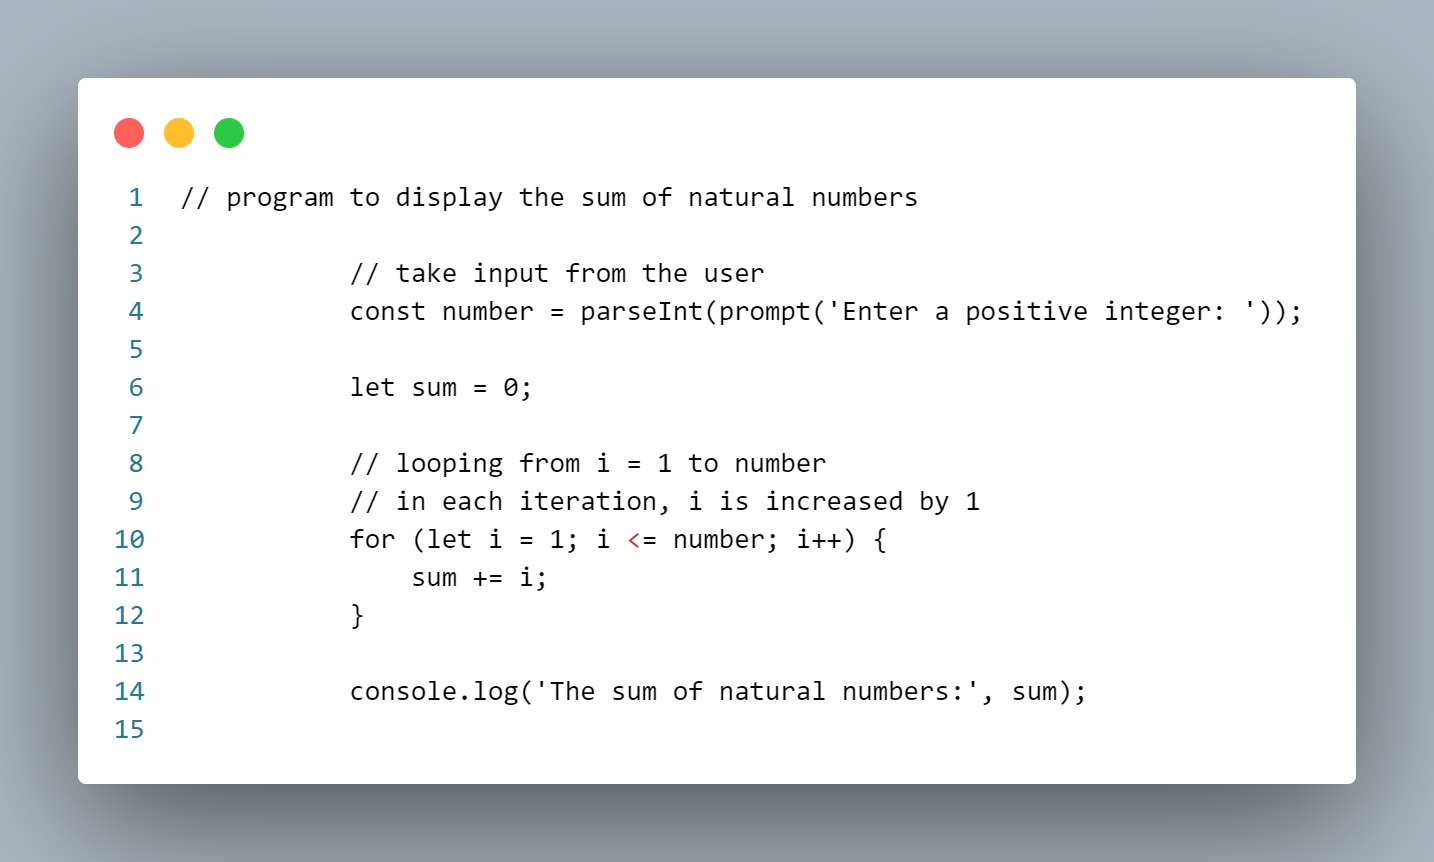 1 // program to display the sum of natural numbers
2
3 // take input from the user
4 const number = parseInt(prompt('Enter a positive integer: '));
5
6 let sum = 0;
7
8 // looping from i = 1 to number
9 // in each iteration, i is increased by 1
10 for (let i = 1; i <= number; i++) {
11 sum += i;
12 }
13
14 console.log('The sum of natural numbers:', sum);
15